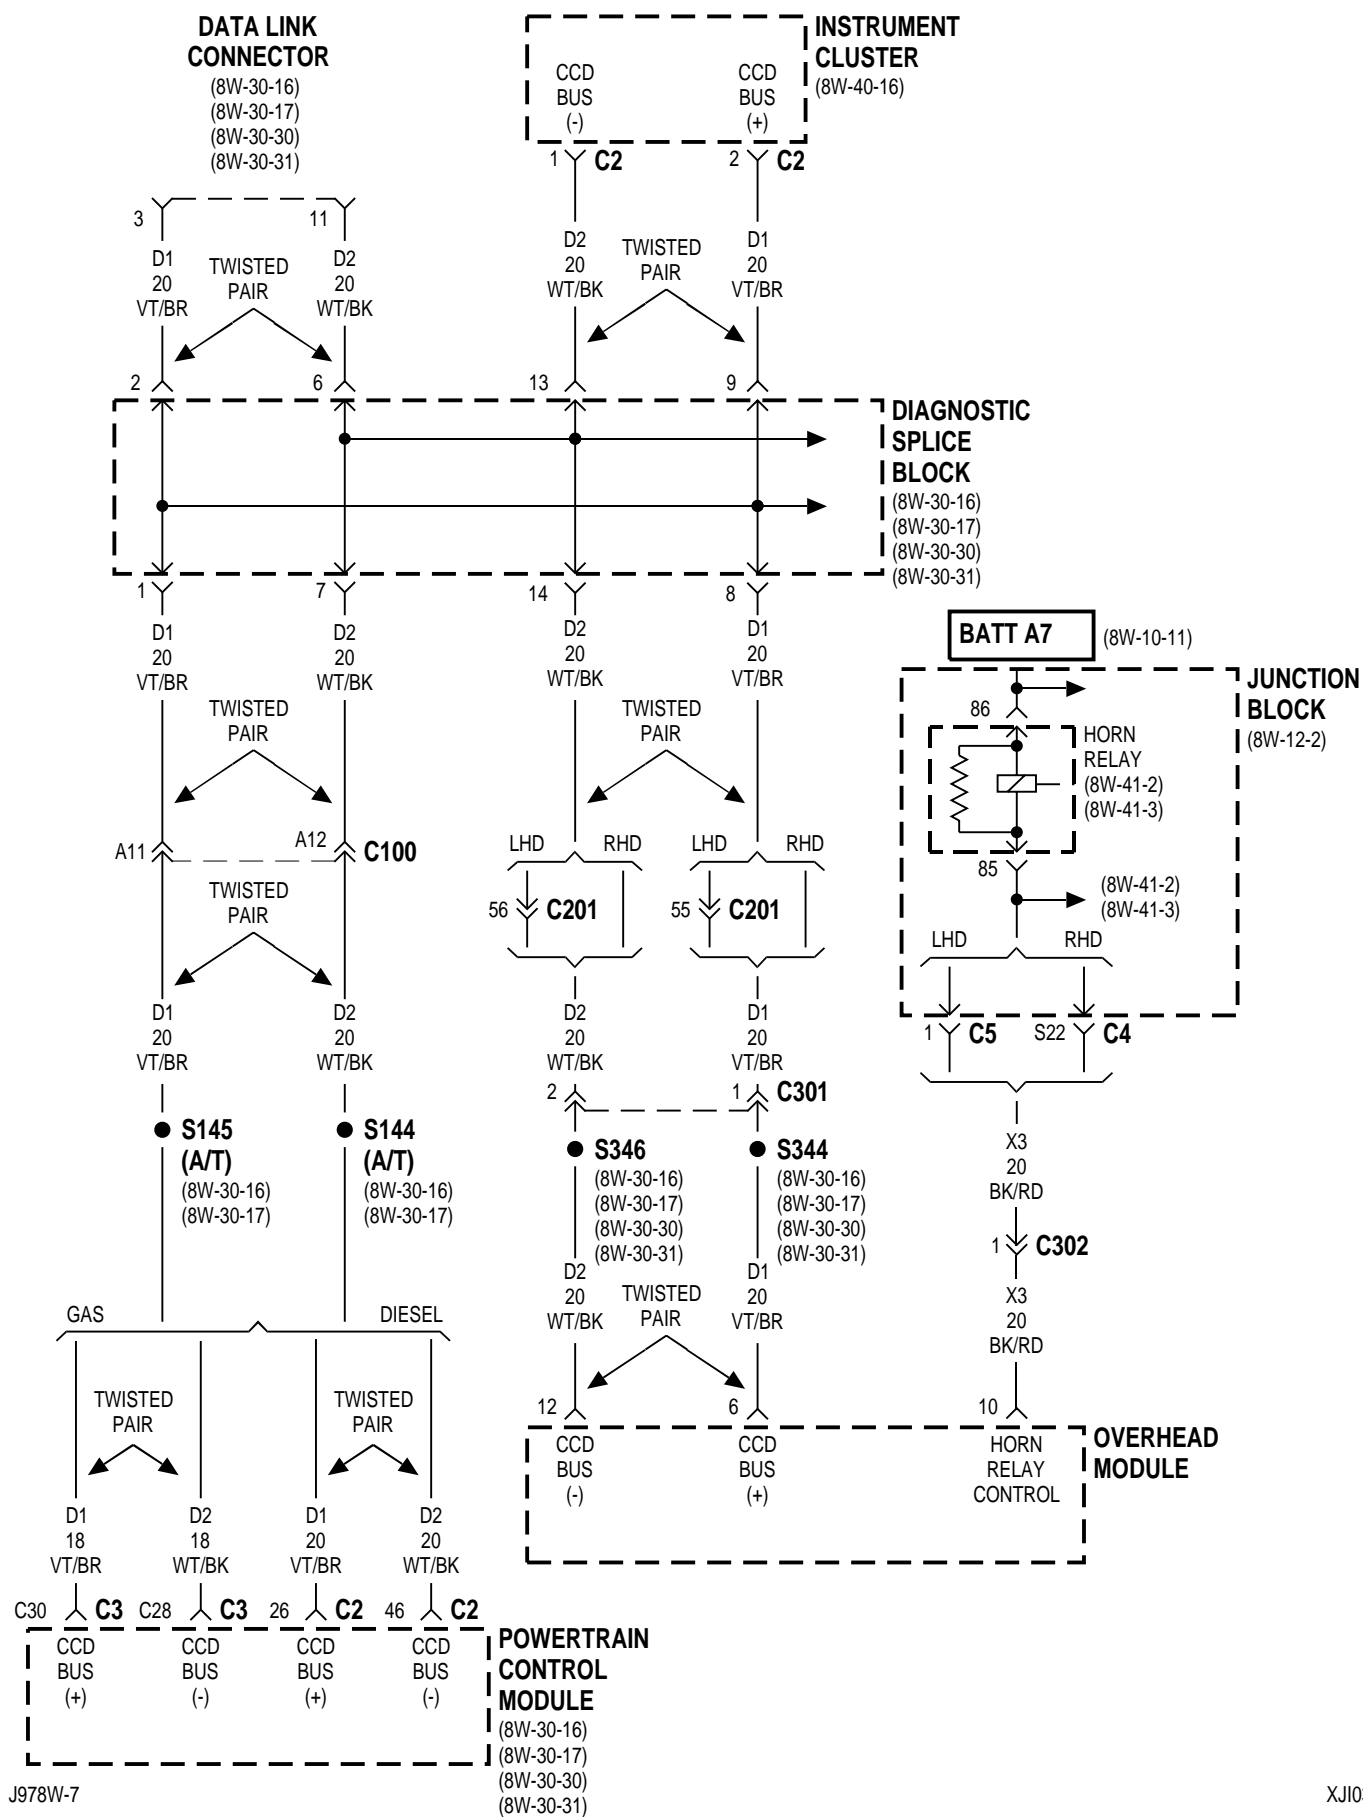 DATA LINK
CONNECTOR
(8W-30-16)
(8W-30-17)
(8W-30-30)
(8W-30-31)
INSTRUMENT
CLUSTER
(8W-40-16)
CCD
BUS
(-)
CCD
BUS
(+)
1 C2
2 C2
3
11
D1
20
VT/BR
TWISTED
PAIR
D2
20
WT/BK
D2
20
WT/BK
TWISTED
PAIR
D1
20
VT/BR
2
6
13
9
DIAGNOSTIC
SPLICE
BLOCK
(8W-30-16)
(8W-30-17)
(8W-30-30)
(8W-30-31)
1
7
14
8
D1
20
VT/BR
D2
20
WT/BK
D2
20
WT/BK
D1
20
VT/BR
TWISTED
PAIR
TWISTED
PAIR
BATT A7
(8W-10-11)
JUNCTION
BLOCK
(8W-12-2)
86
HORN
RELAY
(8W-41-2)
(8W-41-3)
85
(8W-41-2)
(8W-41-3)
LHD
RHD
1 C5
S22 C4
A11
A12 C100
LHD
RHD
LHD
RHD
56 C201
55 C201
TWISTED
PAIR
D1
20
VT/BR
D2
20
WT/BK
D2
20
WT/BK
D1
20
VT/BR
2
1 C301
S145
(A/T)
(8W-30-16)
(8W-30-17)
S144
(A/T)
(8W-30-16)
(8W-30-17)
S346
(8W-30-16)
(8W-30-17)
(8W-30-30)
(8W-30-31)
S344
(8W-30-16)
(8W-30-17)
(8W-30-30)
(8W-30-31)
X3
20
BK/RD
1 C302
X3
20
BK/RD
D2
20
WT/BK
TWISTED
PAIR
D1
20
VT/BR
GAS
DIESEL
TWISTED
PAIR
TWISTED
PAIR
12
6
10
CCD
BUS
(-)
CCD
BUS
(+)
HORN
RELAY
CONTROL
OVERHEAD
MODULE
D1
18
VT/BR
D2
18
WT/BK
D1
20
VT/BR
D2
20
WT/BK
C30 C3
C28 C3
26 C2
46 C2
CCD
BUS
(+)
CCD
BUS
(-)
CCD
BUS
(+)
CCD
BUS
(-)
POWERTRAIN
CONTROL
MODULE
(8W-30-16)
(8W-30-17)
(8W-30-30)
(8W-30-31)
J978W-7